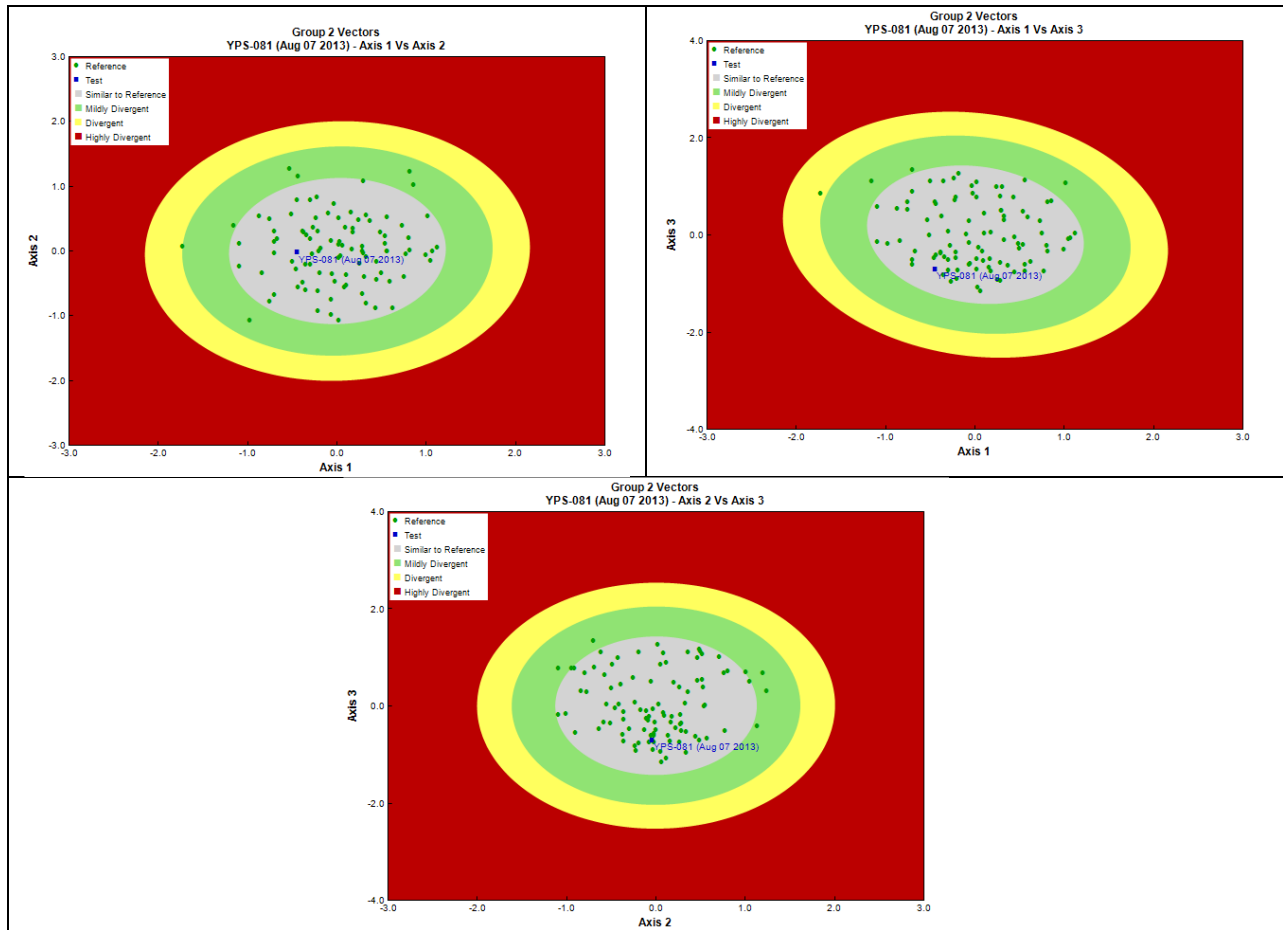 Group 2 Vectors
YPS-081 (Aug 07 2013) - Axis 1 Vs Axis 2
3.0
2.0
1.0
0.0
-1.0
-2.0
-3.0
Axis 2
Reference
Test
Similar to Reference
Mildly Divergent
Divergent
Highly Divergent
YPS-081 (Aug 07 2013)
-3.0 -2.0 -1.0 0.0 1.0 2.0 3.0
Axis 1
Group 2 Vectors
YPS-081 (Aug 07 2013) - Axis 1 Vs Axis 3
4.0
2.0
0.0
-2.0
-4.0
Axis 3
Reference
Test
Similar to Reference
Mildly Divergent
Divergent
Highly Divergent
YPS-081 (Aug 07 2013)
-3.0 -2.0 -1.0 0.0 1.0 2.0 3.0
Axis 1
Group 2 Vectors
YPS-081 (Aug 07 2013) - Axis 2 Vs Axis 3
4.0
2.0
0.0
-2.0
-4.0
Axis 3
Reference
Test
Similar to Reference
Mildly Divergent
Divergent
Highly Divergent
YPS-081 (Aug 07 2013)
-3.0 -2.0 -1.0 0.0 1.0 2.0 3.0
Axis 2